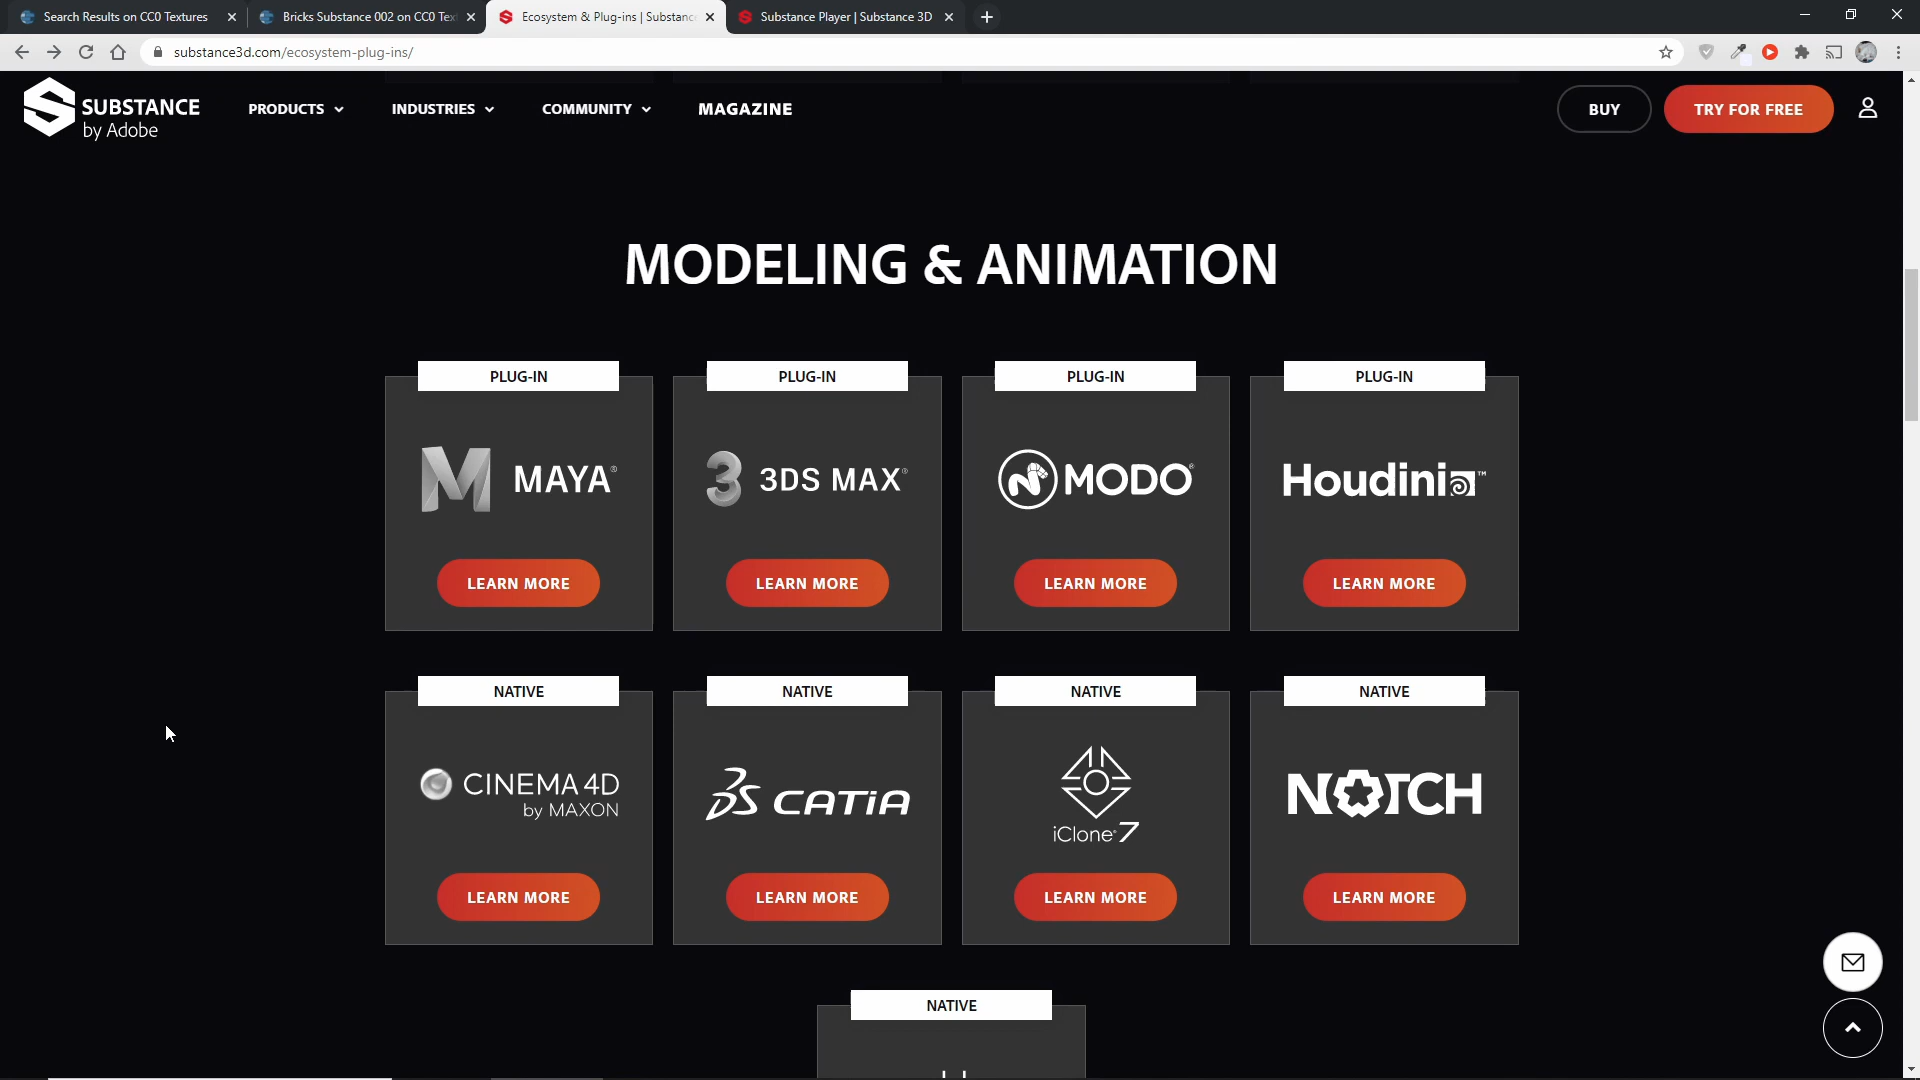 Search Results on CC0 Textures
Bricks Substance 002 on CC0 Tex
Ecosystem & Plug-ins | Substance
Substance Player | Substance 3D
substance3d.com/ecosystem-plug-ins/
SUBSTANCE
by Adobe
PRODUCTS
INDUSTRIES
COMMUNITY
MAGAZINE
BUY
TRY FOR FREE
MODELING & ANIMATION
PLUG-IN
PLUG-IN
PLUG-IN
PLUG-IN
M MAYA®
3 3DS MAX®
MODO®
Houdini™
LEARN MORE
LEARN MORE
LEARN MORE
LEARN MORE
NATIVE
NATIVE
NATIVE
NATIVE
CINEMA 4D
by MAXON
3DS CATIA
iClone® 7
NOTCH
LEARN MORE
LEARN MORE
LEARN MORE
LEARN MORE
NATIVE